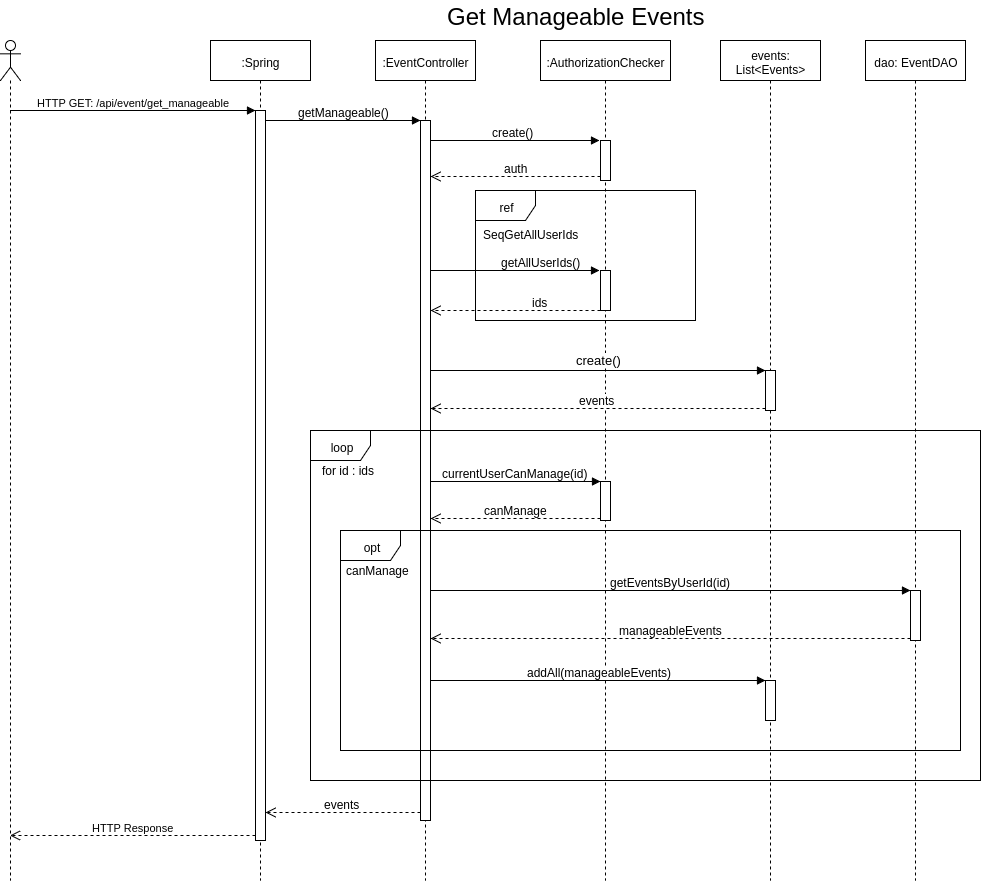 Get Manageable Events
:Spring
:EventController
:AuthorizationChecker
events:
List<Events>
dao: EventDAO
HTTP GET: /api/event/get_manageable
getManageable()
create()
auth
ref
SeqGetAllUserIds
getAllUserIds()
ids
create()
events
loop
for id : ids
currentUserCanManage(id)
canManage
opt
canManage
getEventsByUserId(id)
manageableEvents
addAll(manageableEvents)
events
HTTP Response